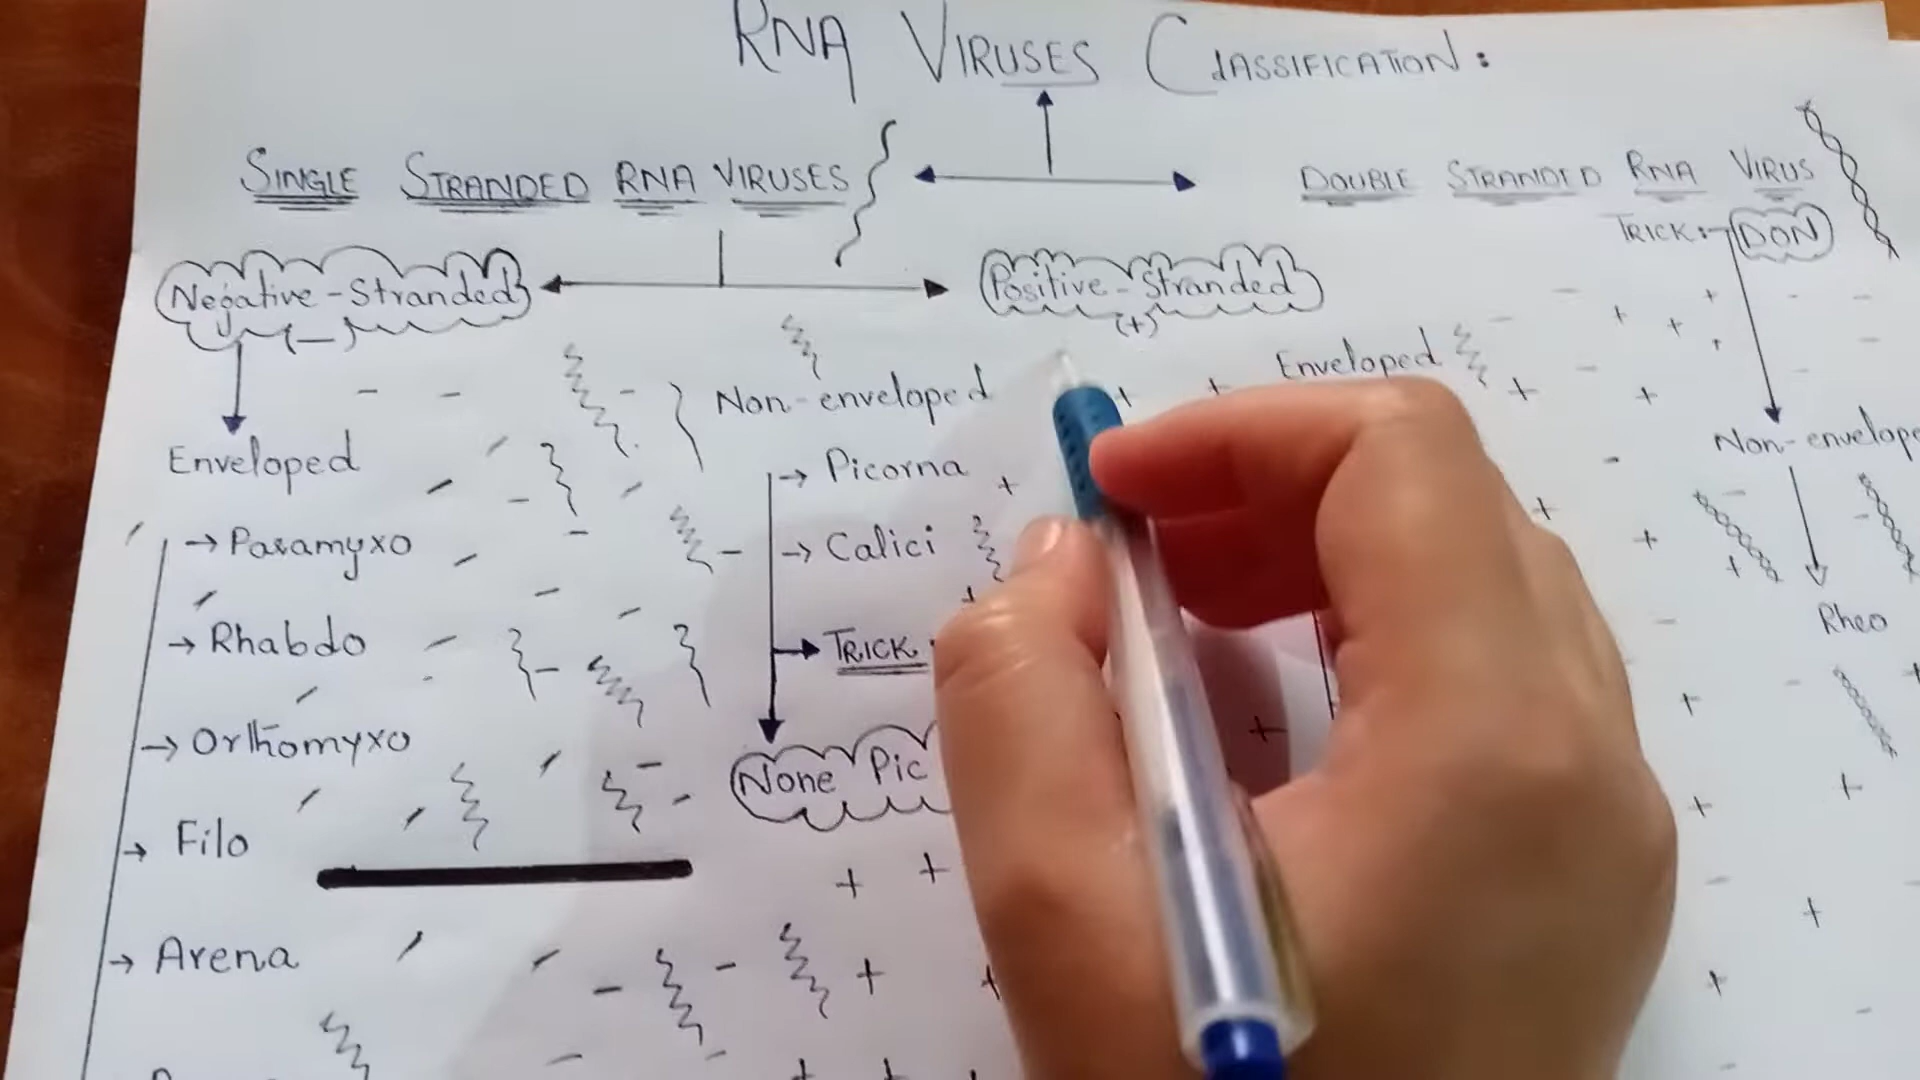 RNA VIRUSES CLASSIFICATION:
SINGLE STRANDED RNA VIRUSES
DOUBLE STRANDED RNA VIRUS
TRICK:→ DON
Negative-Stranded
(-)
Positive-Stranded
(+)
Enveloped
→ Paramyxo
→ Rhabdo
→ Orthomyxo
→ Filo
→ Arena
Non-enveloped
→ Picorna
→ Calici
→ TRICK:
None Pic
Enveloped
Non-envelope
Rheo